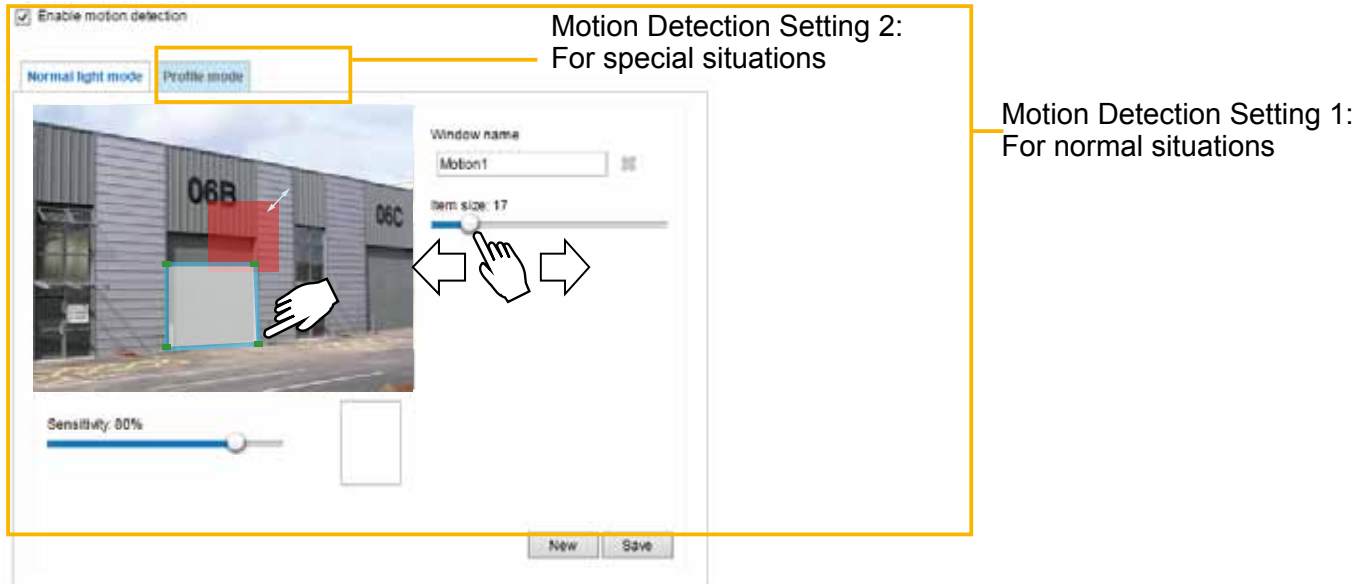 Enable motion detection
Motion Detection Setting 2:
For special situations
Normal light mode
Profile mode
Motion Detection Setting 1:
For normal situations
Window name
Motion1
06B
06C
Item size: 17
Sensitivity: 80%
New
Save